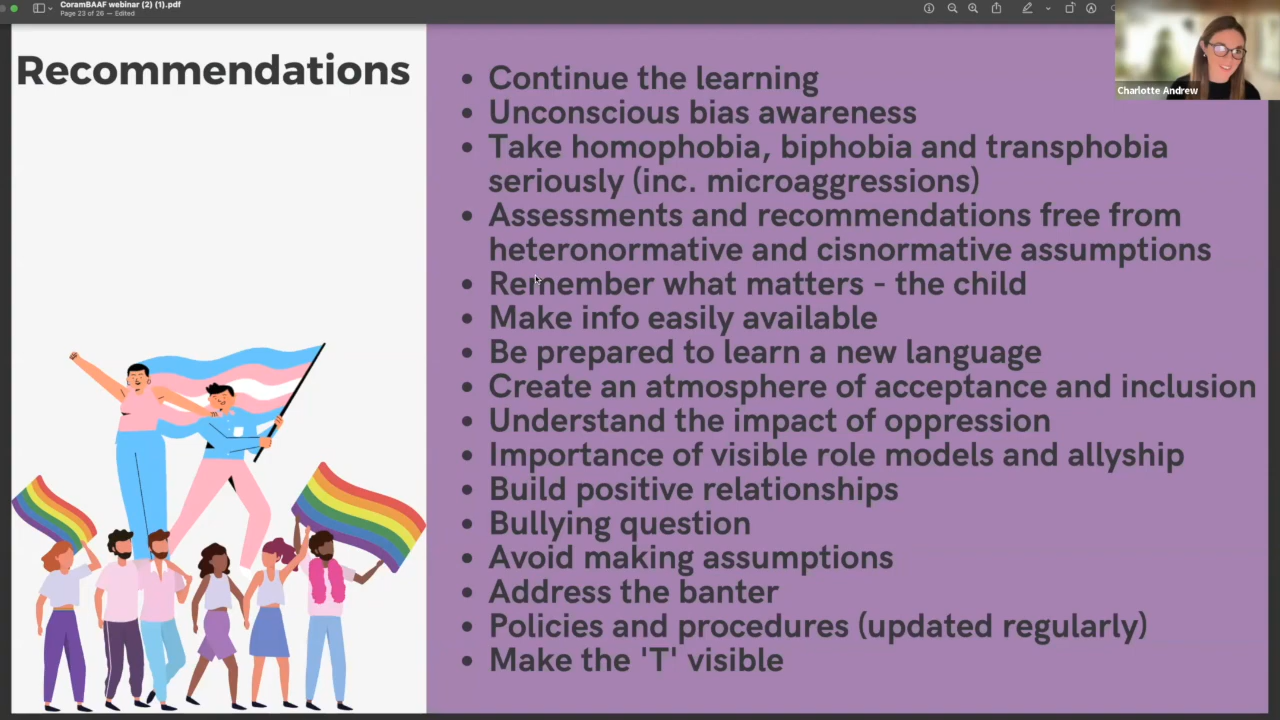 CoramBAAF webinar (2) (1).pdf
Page 23 of 26 — Edited
Charlotte Andrew
Recommendations
• Continue the learning
• Unconscious bias awareness
• Take homophobia, biphobia and transphobia
seriously (inc. microaggressions)
• Assessments and recommendations free from
heteronormative and cisnormative assumptions
• Remember what matters - the child
• Make info easily available
• Be prepared to learn a new language
• Create an atmosphere of acceptance and inclusion
• Understand the impact of oppression
• Importance of visible role models and allyship
• Build positive relationships
• Bullying question
• Avoid making assumptions
• Address the banter
• Policies and procedures (updated regularly)
• Make the 'T' visible